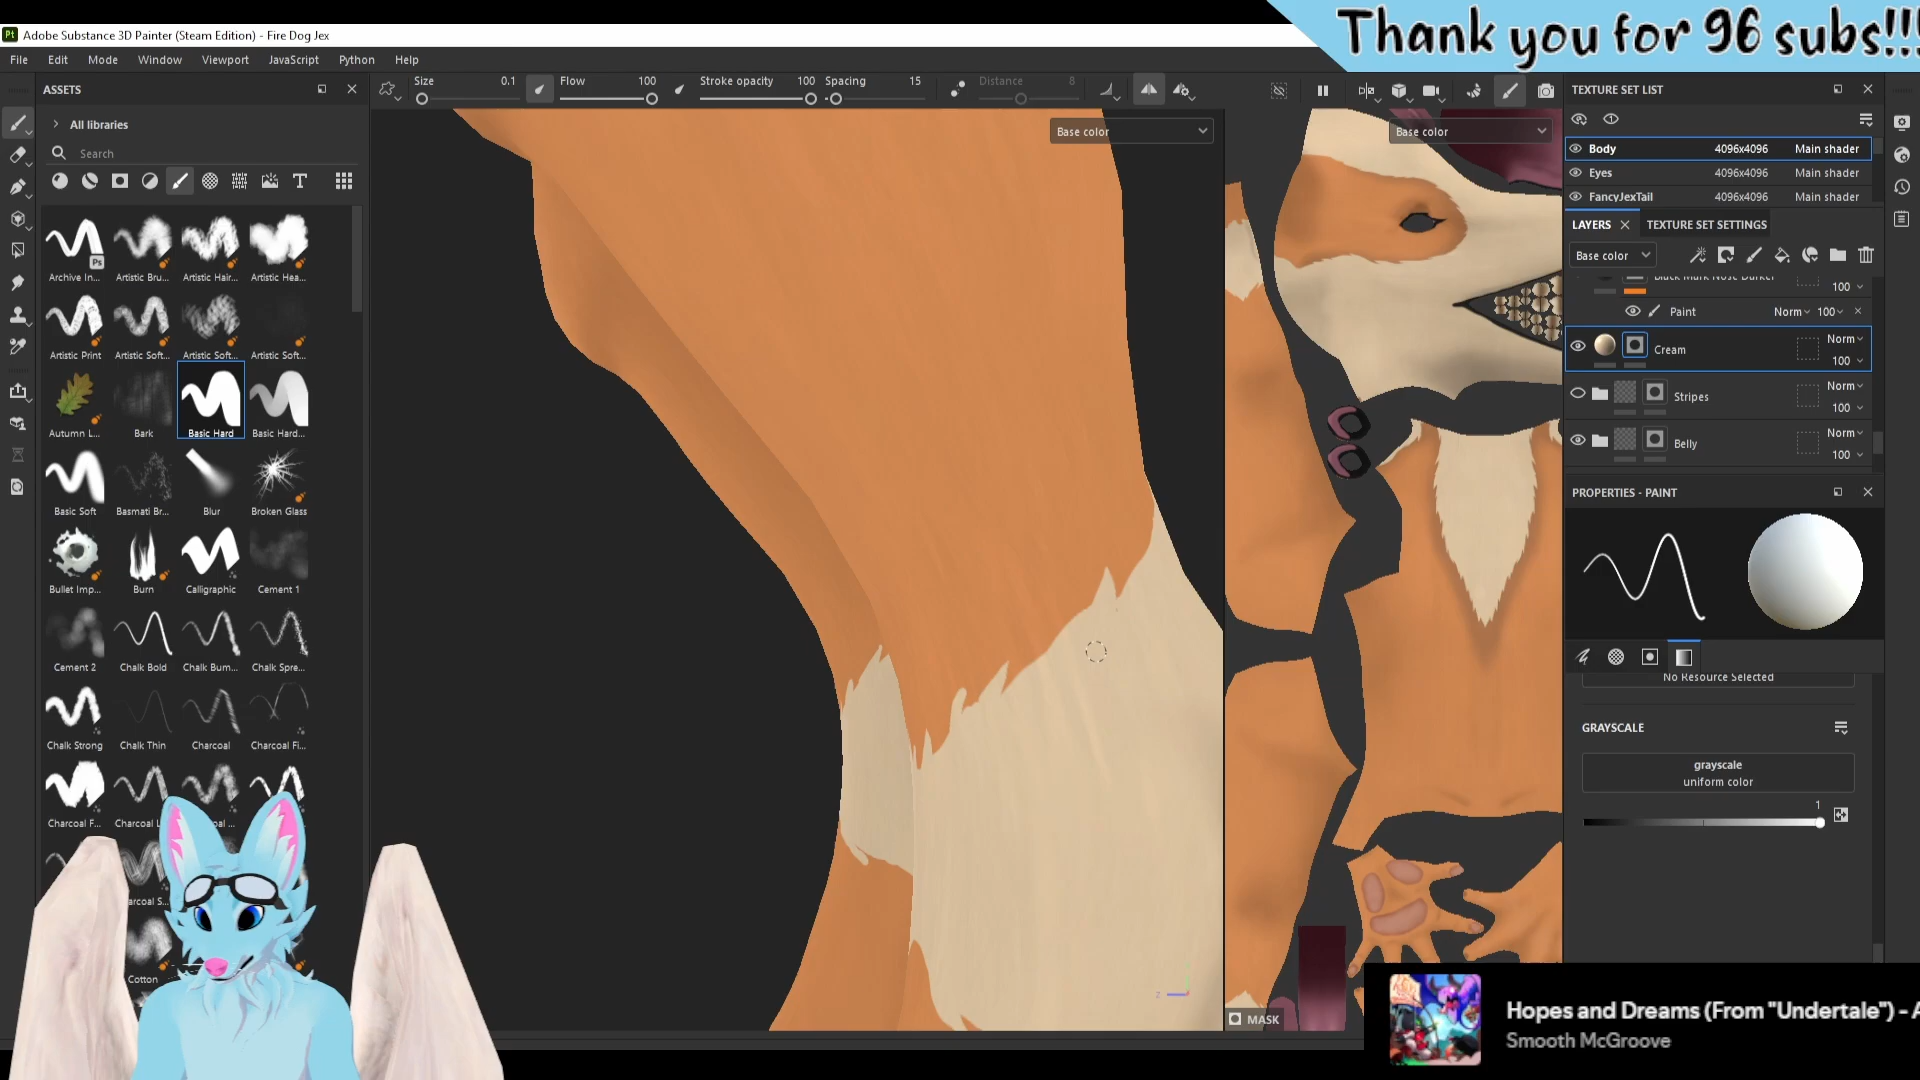 Thank you for 96 subs!!!
Adobe Substance 3D Painter (Steam Edition) - Fire Dog Jex
File Edit Mode Window Viewport JavaScript Python Help
ASSETS
All libraries
Search
Size 0.1 Flow 100 Stroke opacity 100 Spacing 15 Distance 8
Base color
Base color
Archive In... Artistic Bru... Artistic Hair... Artistic Hea...
Artistic Print Artistic Soft... Artistic Soft... Artistic Soft...
Autumn L... Bark Basic Hard Basic Hard...
Basic Soft Basmati Br... Blur Broken Glass
Bullet Imp... Burn Calligraphic Cement 1
Cement 2 Chalk Bold Chalk Bum... Chalk Spre...
Chalk Strong Chalk Thin Charcoal Charcoal Fi...
Charcoal F...
Cotton
MASK
TEXTURE SET LIST
Body 4096x4096 Main shader
Eyes 4096x4096 Main shader
FancyJexTail 4096x4096 Main shader
LAYERS TEXTURE SET SETTINGS
Base color
Black Mark Nose Darker
100
Paint Norm 100
Cream Norm
100
Stripes Norm
100
Belly Norm
100
PROPERTIES - PAINT
No Resource Selected
GRAYSCALE
grayscale
uniform color
1
Hopes and Dreams (From "Undertale") - A
Smooth McGroove